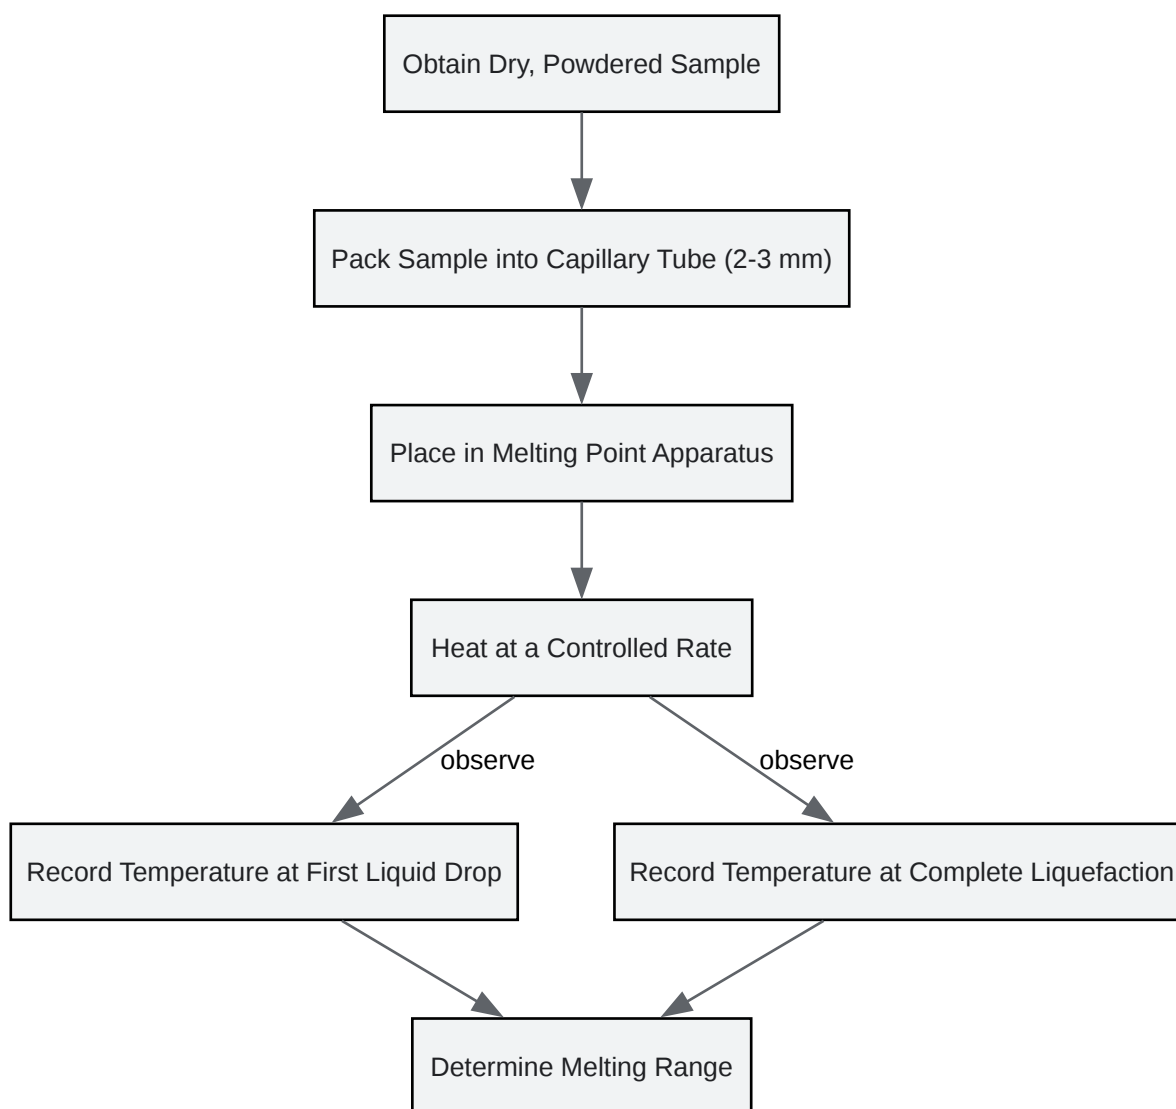 Obtain Dry, Powdered Sample
Pack Sample into Capillary Tube (2-3 mm)
Place in Melting Point Apparatus
Heat at a Controlled Rate
observe
observe
Record Temperature at First Liquid Drop
Record Temperature at Complete Liquefaction
Determine Melting Range